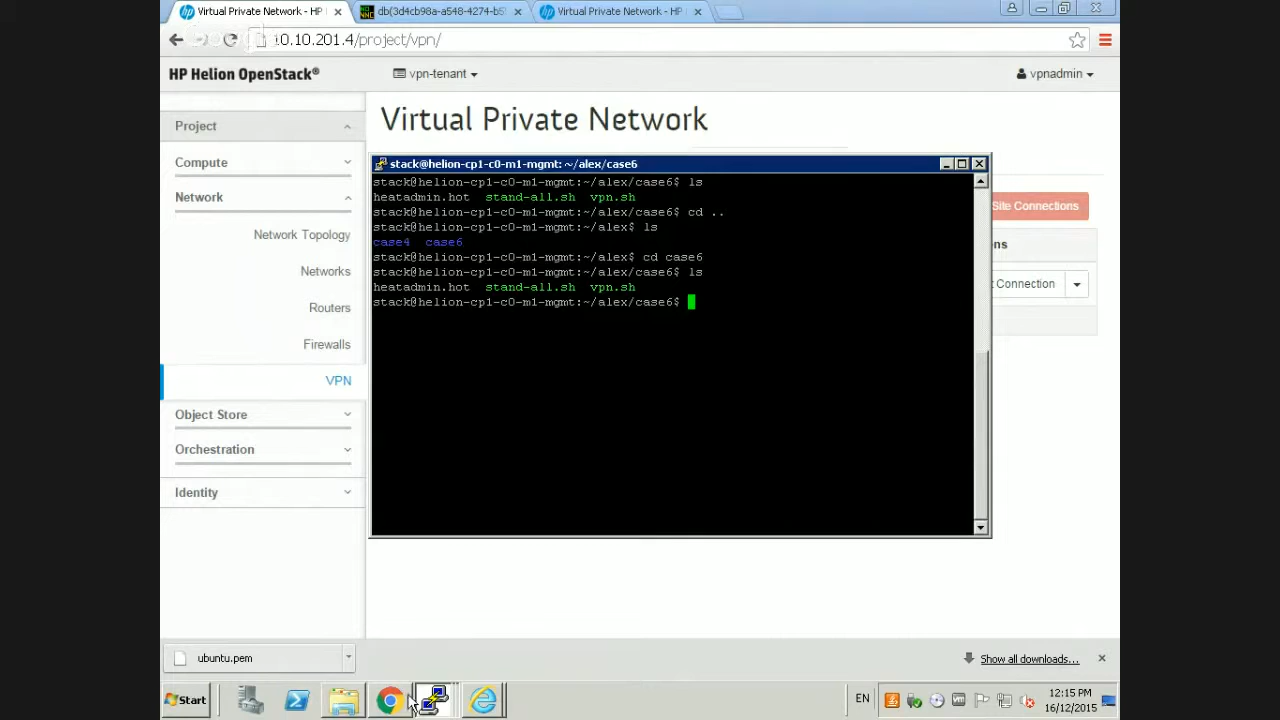 Virtual Private Network - HP
db(3d4cb98a-a548-4274-b5
Virtual Private Network - HP
10.10.201.4/project/vpn/
HP Helion OpenStack®
vpn-tenant
vpnadmin
Project
Compute
Network
Network Topology
Networks
Routers
Firewalls
VPN
Object Store
Orchestration
Identity
Virtual Private Network
stack@helion-cp1-c0-m1-mgmt: ~/alex/case6
stack@helion-cp1-c0-m1-mgmt:~/alex/case6$ ls
heatadmin.hot stand-all.sh vpn.sh
stack@helion-cp1-c0-m1-mgmt:~/alex/case6$ cd ..
stack@helion-cp1-c0-m1-mgmt:~/alex$ ls
case4 case6
stack@helion-cp1-c0-m1-mgmt:~/alex$ cd case6
stack@helion-cp1-c0-m1-mgmt:~/alex/case6$ ls
heatadmin.hot stand-all.sh vpn.sh
stack@helion-cp1-c0-m1-mgmt:~/alex/case6$
Site Connections
ns
t Connection
ubuntu.pem
Show all downloads...
Start
EN
12:15 PM
16/12/2015